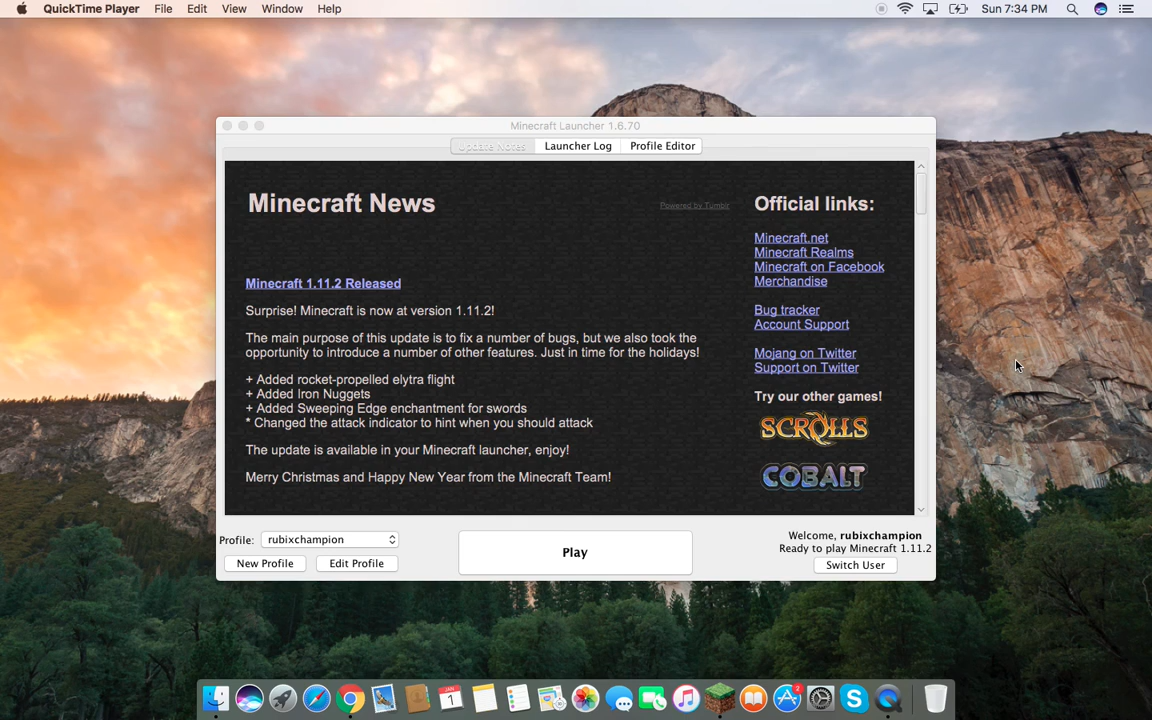 QuickTime Player File Edit View Window Help Sun 7:34 PM
Minecraft Launcher 1.6.70
Update Notes Launcher Log Profile Editor
Minecraft News
Powered by Tumblr
Minecraft 1.11.2 Released
Surprise! Minecraft is now at version 1.11.2!
The main purpose of this update is to fix a number of bugs, but we also took the
opportunity to introduce a number of other features. Just in time for the holidays!
+ Added rocket-propelled elytra flight
+ Added Iron Nuggets
+ Added Sweeping Edge enchantment for swords
* Changed the attack indicator to hint when you should attack
The update is available in your Minecraft launcher, enjoy!
Merry Christmas and Happy New Year from the Minecraft Team!
Official links:
Minecraft.net
Minecraft Realms
Minecraft on Facebook
Merchandise
Bug tracker
Account Support
Mojang on Twitter
Support on Twitter
Try our other games!
SCROLLS
COBALT
Profile: rubixchampion
New Profile Edit Profile
Play
Welcome, rubixchampion
Ready to play Minecraft 1.11.2
Switch User
JAN
1
2